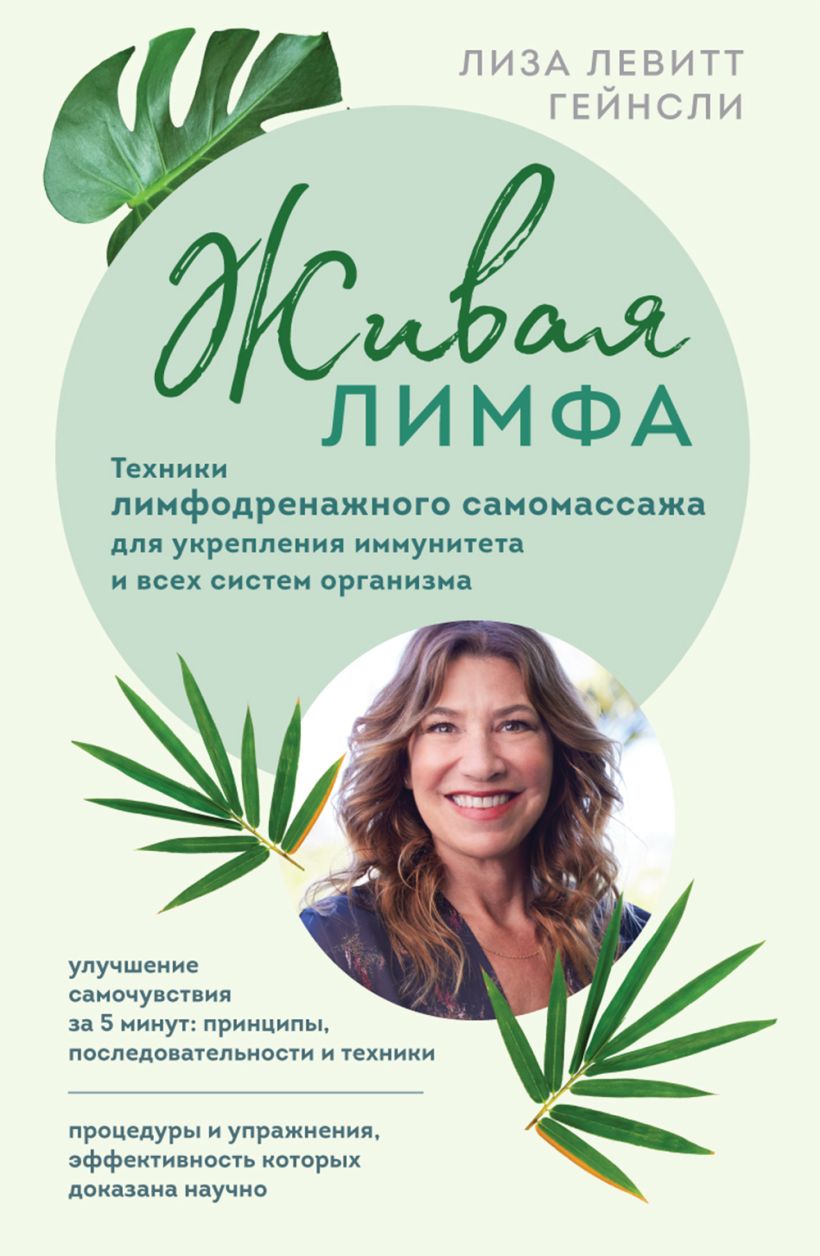 ЛИЗА ЛЕВИТТ
ГЕЙНСЛИ
Живая
ЛИМФА
Техники
лимфодренажного самомассажа
для укрепления иммунитета
и всех систем организма
улучшение
самочувствия
за 5 минут: принципы,
последовательности и техники
процедуры и упражнения,
эффективность которых
доказана научно